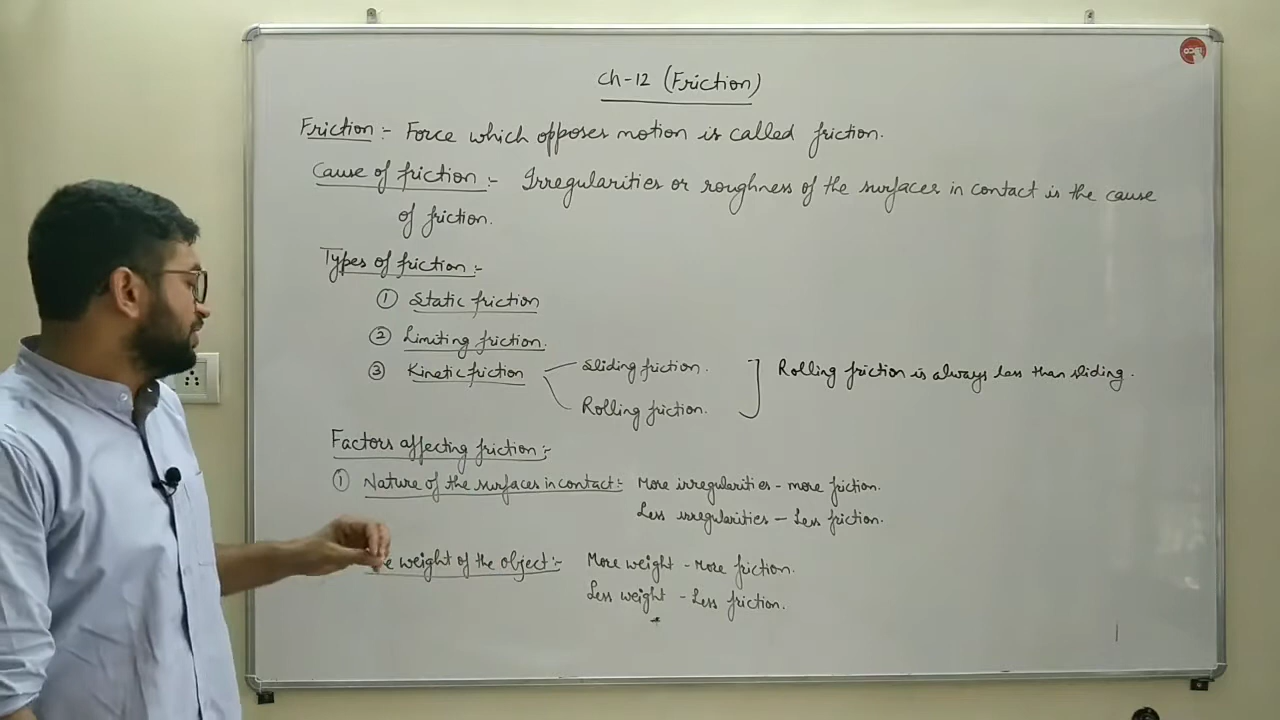 Ch-12 (Friction)
Friction :- Force which opposes motion is called friction.
Cause of friction :- Irregularities or roughness of the surfaces in contact is the cause
of friction.
Types of friction :-
① Static friction
② Limiting friction.
③ Kinetic friction
Sliding friction.
Rolling friction.
Rolling friction is always less than sliding.
Factors affecting friction :-
① Nature of the surfaces in contact :- More irregularities - more friction.
Less irregularities - Less friction.
weight of the object :- More weight - More friction.
Less weight - Less friction.